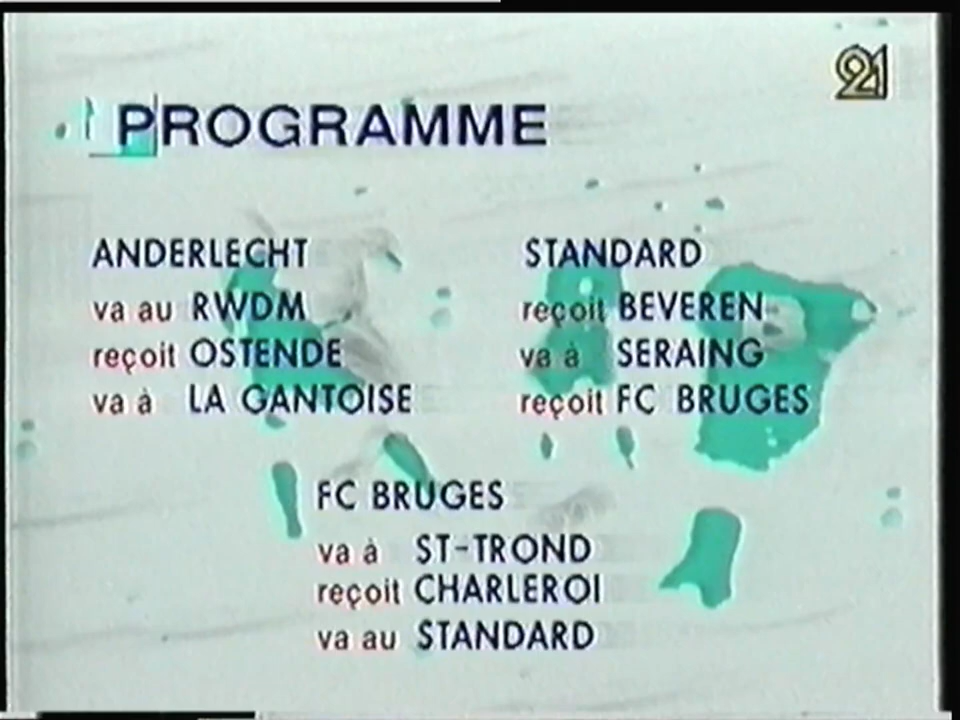 21
PROGRAMME
ANDERLECHT
va au RWDM
reçoit OSTENDE
va à LA GANTOISE
STANDARD
reçoit BEVEREN
va à SERAING
reçoit FC BRUGES
FC BRUGES
va à ST-TROND
reçoit CHARLEROI
va au STANDARD